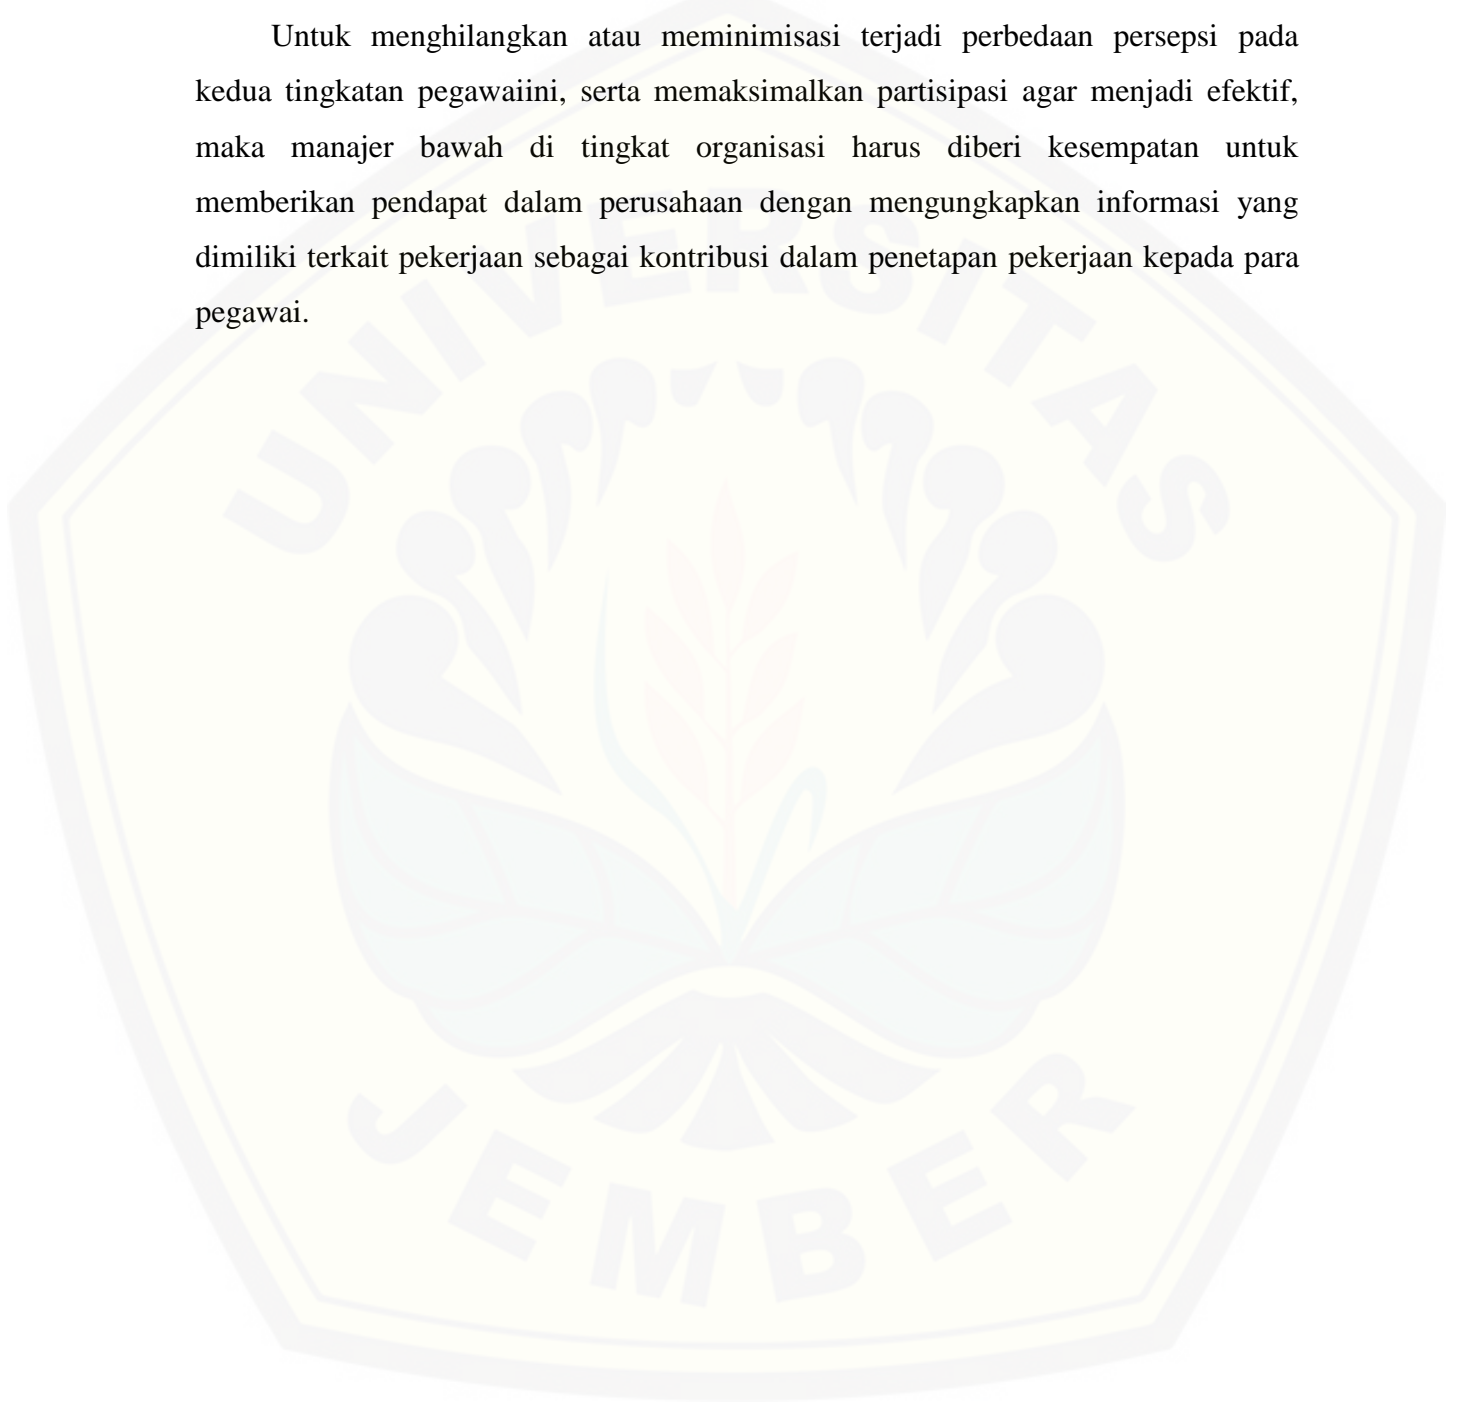 Untuk menghilangkan atau meminimisasi terjadi perbedaan persepsi pada
kedua tingkatan pegawaiini, serta memaksimalkan partisipasi agar menjadi efektif,
maka manajer bawah di tingkat organisasi harus diberi kesempatan untuk
memberikan pendapat dalam perusahaan dengan mengungkapkan informasi yang
dimiliki terkait pekerjaan sebagai kontribusi dalam penetapan pekerjaan kepada para
pegawai.
UNIVERSITAS
JEMBER